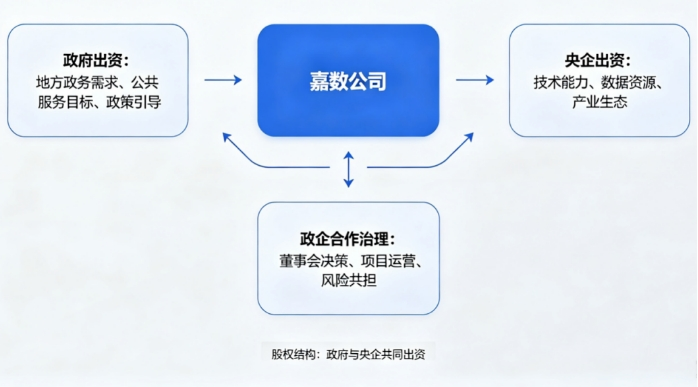 政府出资：
地方政务需求、公共
服务目标、政策引导
嘉数公司
央企出资：
技术能力、数据资源、
产业生态
政企合作治理：
董事会决策、项目运营、
风险共担
股权结构：政府与央企共同出资